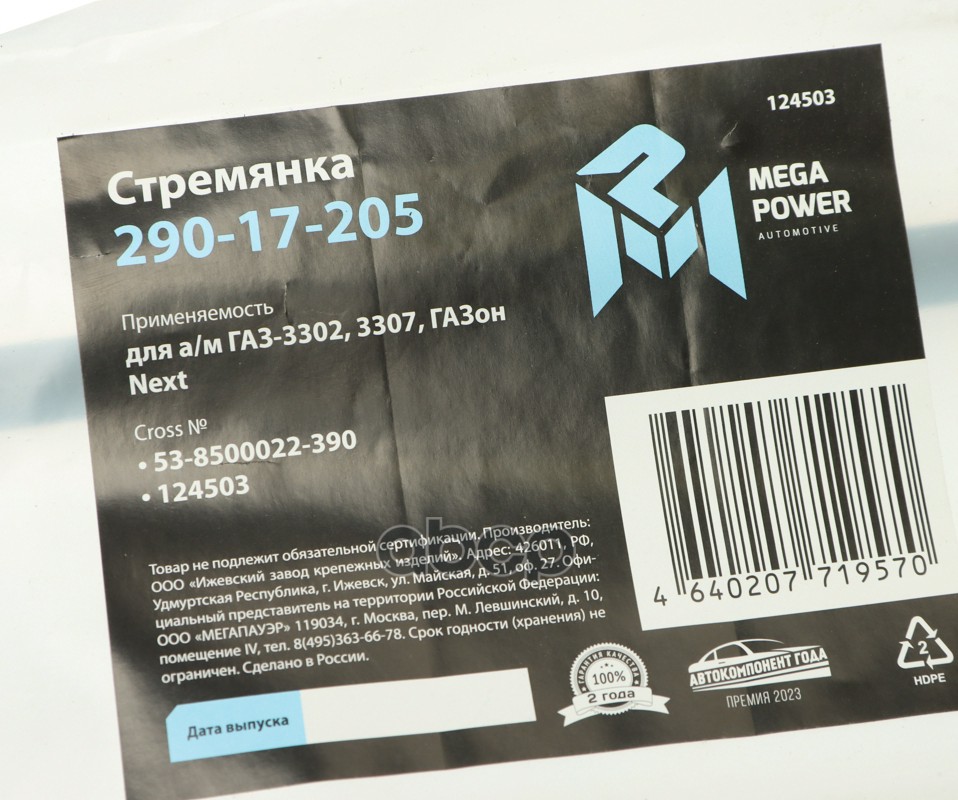 124503
Стремянка
290-17-205
MEGA
POWER
AUTOMOTIVE
Применяемость
для а/м ГАЗ-3302, 3307, ГАЗон
Next
Cross №
• 53-8500022-390
• 124503
Товар не подлежит обязательной сертификации. Производитель:
ООО «Ижевский завод крепежных изделий». Адрес: 426011, РФ,
Удмуртская Республика, г. Ижевск, ул. Майская, д. 51, оф. 27. Офи-
циальный представитель на территории Российской Федерации:
ООО «МЕГАПАУЭР» 119034, г. Москва, пер. М. Левшинский, д. 10,
помещение IV, тел. 8(495)363-66-78. Срок годности (хранения) не
ограничен. Сделано в России.
4 640207 719570
Дата выпуска
ГАРАНТИЯ КАЧЕСТВА
100%
2 года
АВТОКОМПОНЕНТ ГОДА
ПРЕМИЯ 2023
2
HDPE
abcp